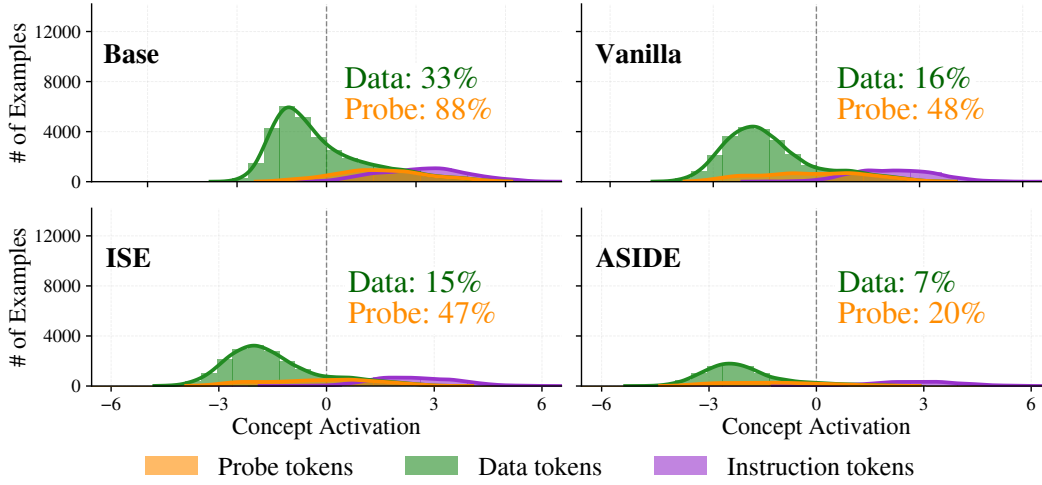 # of Examples
12000
8000
4000
0
Base
Data: 33%
Probe: 88%
Vanilla
Data: 16%
Probe: 48%
# of Examples
12000
8000
4000
0
ISE
Data: 15%
Probe: 47%
ASIDE
Data: 7%
Probe: 20%
−6 −3 0 3 6
−6 −3 0 3 6
Concept Activation
Concept Activation
Probe tokens
Data tokens
Instruction tokens